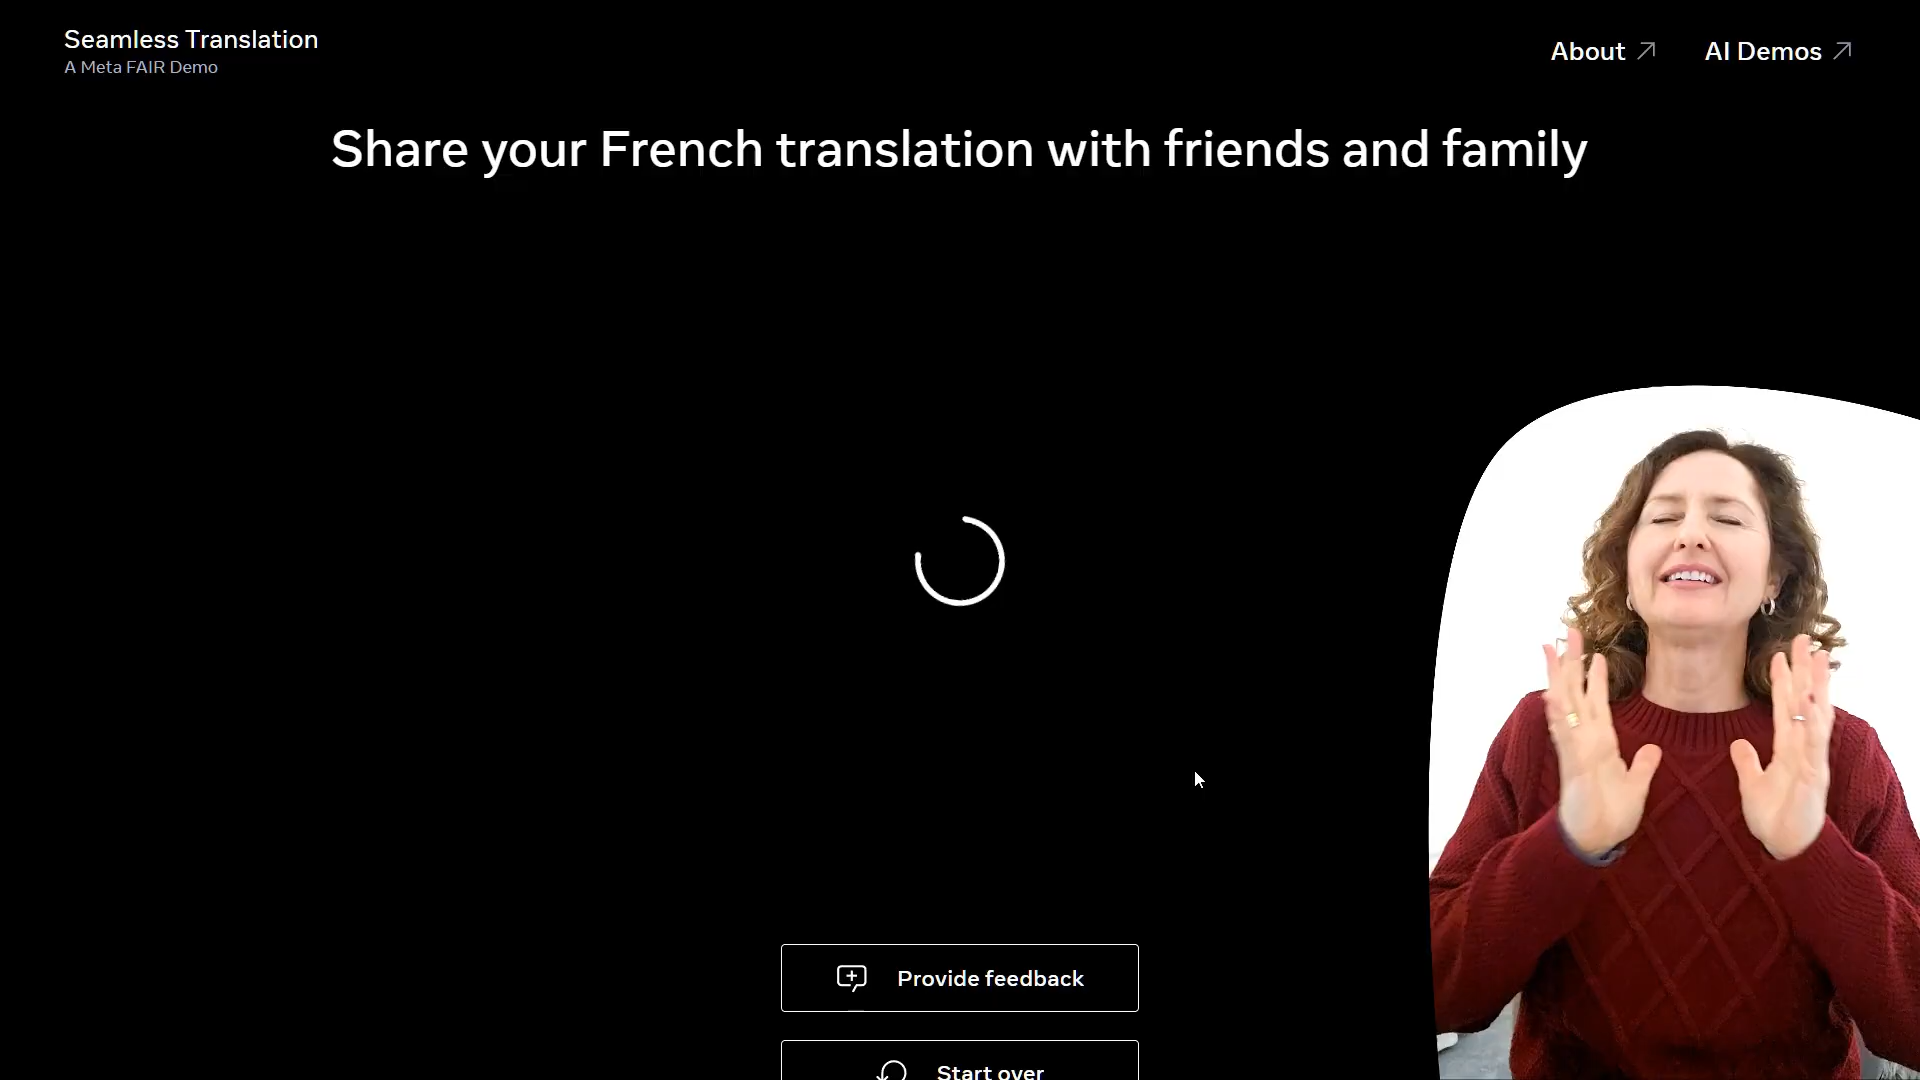 Seamless Translation
A Meta FAIR Demo
About
AI Demos
Share your French translation with friends and family
Provide feedback
Start over